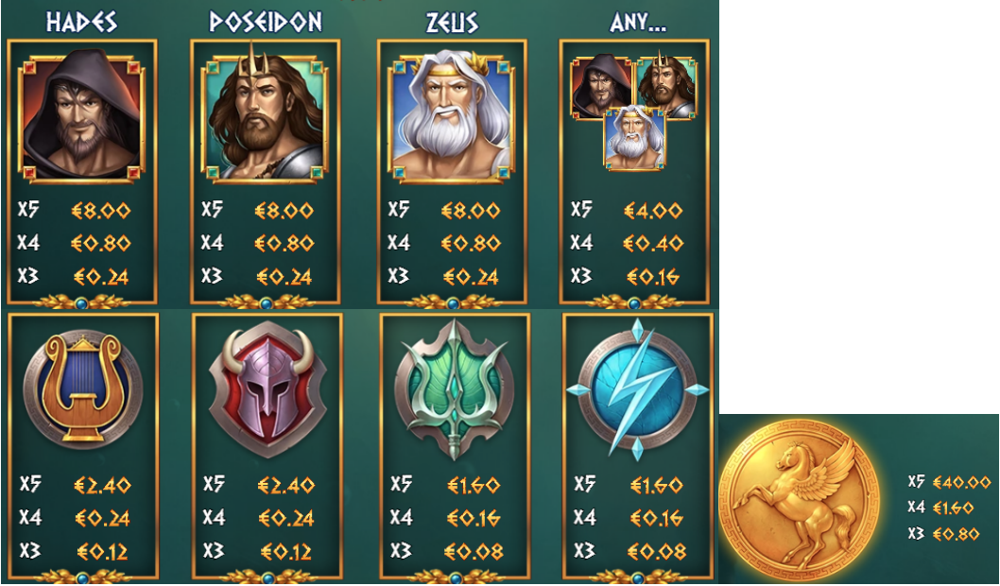 HADES POSEIDON ZEUS ANY...
X5 €8.00 X5 €8.00 X5 €8.00 X5 €4.00
X4 €0.80 X4 €0.80 X4 €0.80 X4 €0.40
X3 €0.24 X3 €0.24 X3 €0.24 X3 €0.16
X5 €2.40 X5 €2.40 X5 €1.60 X5 €1.60
X4 €0.24 X4 €0.24 X4 €0.16 X4 €0.16
X3 €0.12 X3 €0.12 X3 €0.08 X3 €0.08
X5 €40.00
X4 €1.60
X3 €0.80